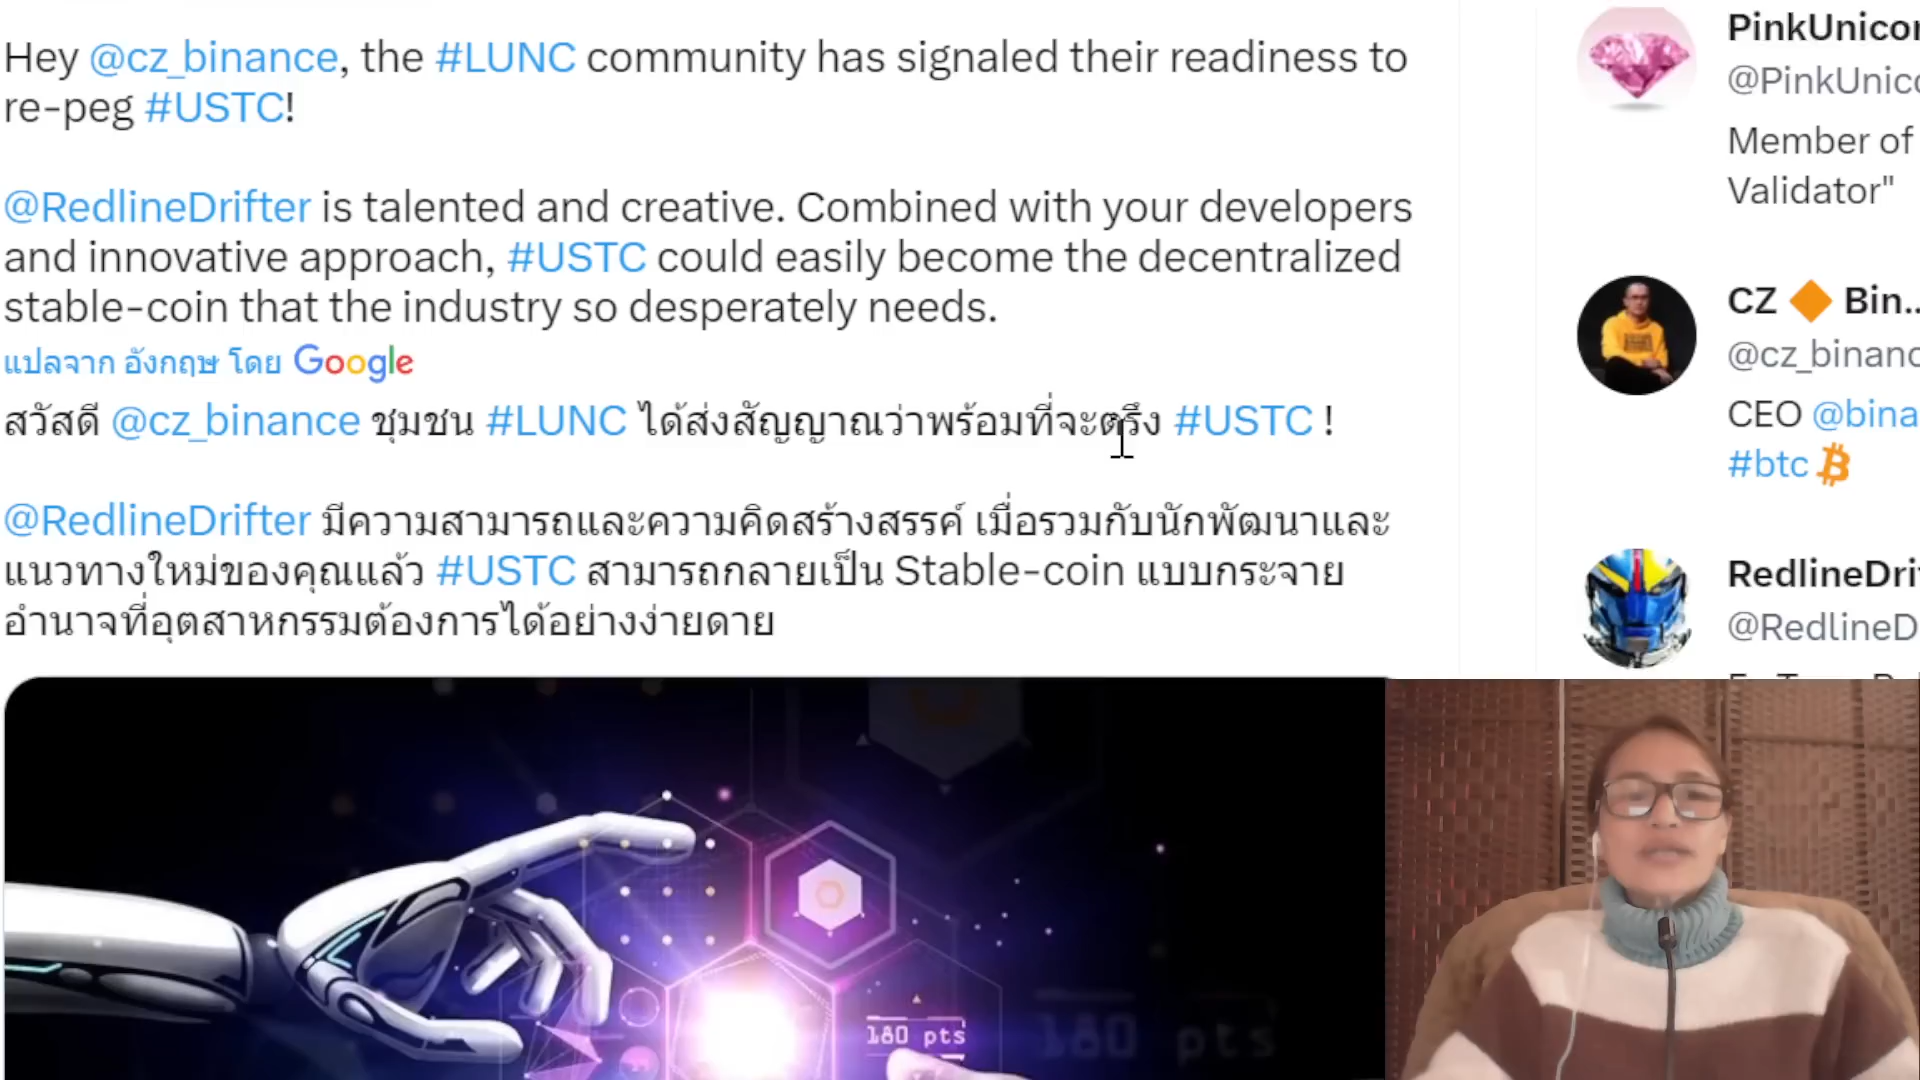 Hey @cz_binance, the #LUNC community has signaled their readiness to
re-peg #USTC!
@RedlineDrifter is talented and creative. Combined with your developers
and innovative approach, #USTC could easily become the decentralized
stable-coin that the industry so desperately needs.
แปลจาก อังกฤษ โดย Google
สวัสดี @cz_binance ชุมชน #LUNC ได้ส่งสัญญาณว่าพร้อมที่จะตรึง #USTC !
@RedlineDrifter มีความสามารถและความคิดสร้างสรรค์ เมื่อรวมกับนักพัฒนาและ
แนวทางใหม่ของคุณแล้ว #USTC สามารถกลายเป็น Stable-coin แบบกระจาย
อำนาจที่อุตสาหกรรมต้องการได้อย่างง่ายดาย
180 pts
180 pts
PinkUnicor
@PinkUnico
Member of
Validator"
CZ 🔶 Bin...
@cz_binanc
CEO @bina
#btc
RedlineDri
@RedlineD